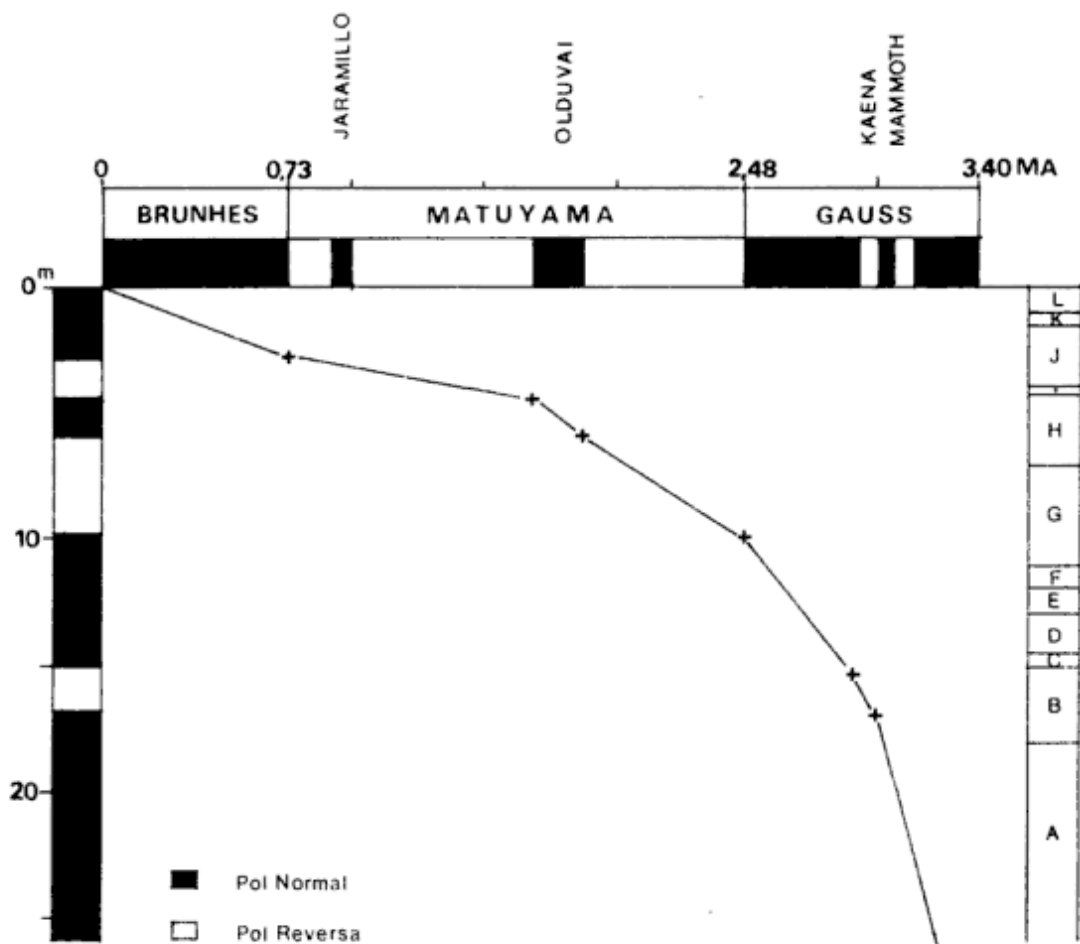 JARAMILLO
OLDUVAI
KAENA
MAMMOTH
0 0,73 2,48 3,40 MA
BRUNHES MATUYAMA GAUSS
0 m
L
K
J
H
G
10
F
E
D
C
B
20
A
Pol Normal
Pol Reversa